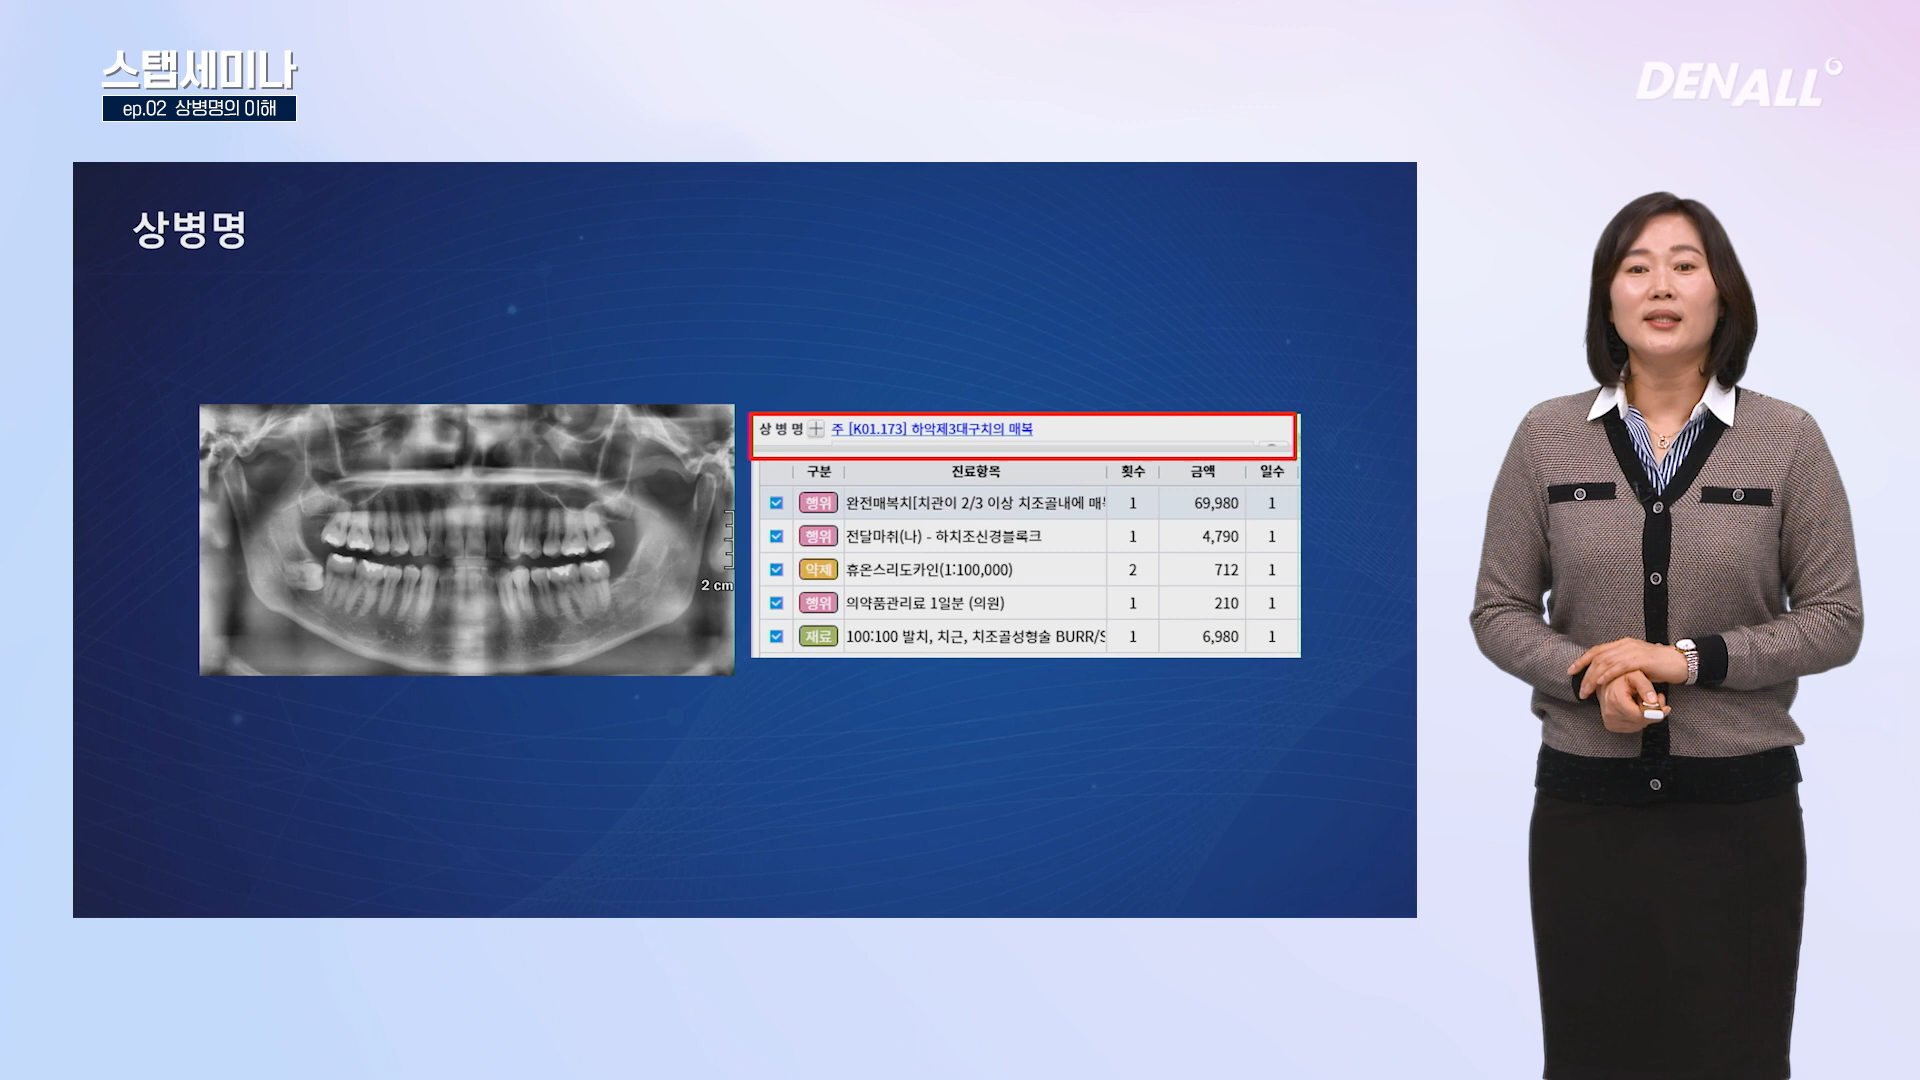 스탭세미나
ep.02 상병명의 이해
DENALL
상병명
2 cm
상 병 명 주 [K01.173] 하악제3대구치의 매복
구분 진료항목 횟수 금액 일수
행위 완전매복치[치관이 2/3 이상 치조골내에 1 69,980 1
행위 전달마취(나) - 하치조신경블록크 1 4,790 1
약제 휴온스리도카인(1:100,000) 2 712 1
행위 의약품관리료 1일분 (의원) 1 210 1
재료 100:100 발치, 치근, 치조골성형술 BURR/S 1 6,980 1